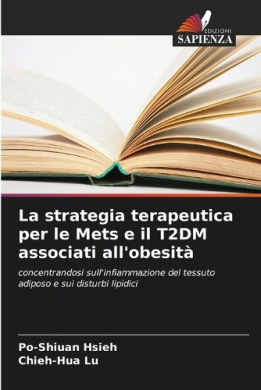 EDIZIONI
SAPIENZA
La strategia terapeutica
per le Mets e il T2DM
associati all'obesità
concentrandosi sull'infiammazione del tessuto
adiposo e sui disturbi lipidici
Po-Shiuan Hsieh
Chieh-Hua Lu